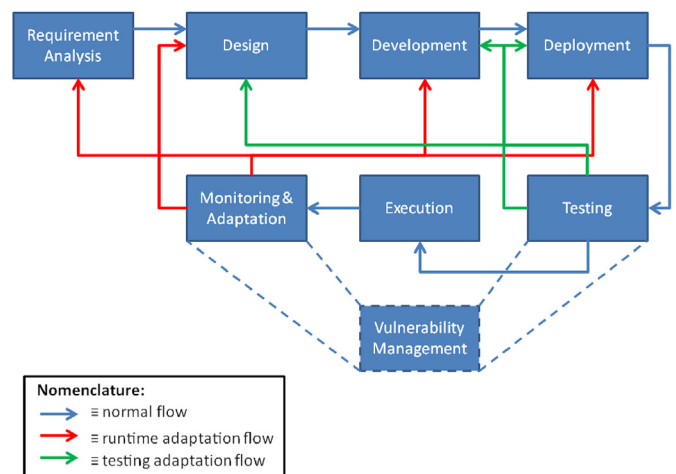 Requirement
Analysis
Design
Development
Deployment
Monitoring &
Adaptation
Execution
Testing
Vulnerability
Management
Nomenclature:
≡ normal flow
≡ runtime adaptation flow
≡ testing adaptation flow